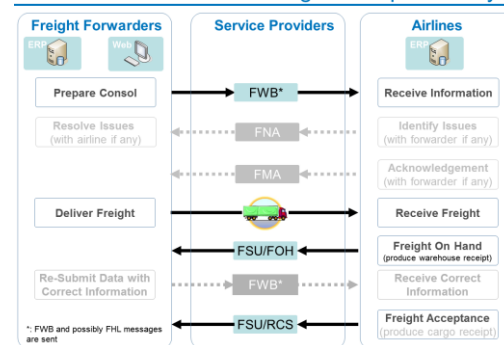 Freight Forwarders
Service Providers
Airlines
ERP
Web
ERP
Prepare Consol
FWB*
Receive Information
Resolve Issues
(with airline if any)
FNA
Identify Issues
(with forwarder if any)
FMA
Acknowledgement
(with forwarder if any)
Deliver Freight
Receive Freight
FSU/FOH
Freight On Hand
(produce warehouse receipt)
Re-Submit Data with
Correct Information
FWB*
Receive Correct
Information
FSU/RCS
Freight Acceptance
(produce cargo receipt)
*: FWB and possibly FHL messages
are sent